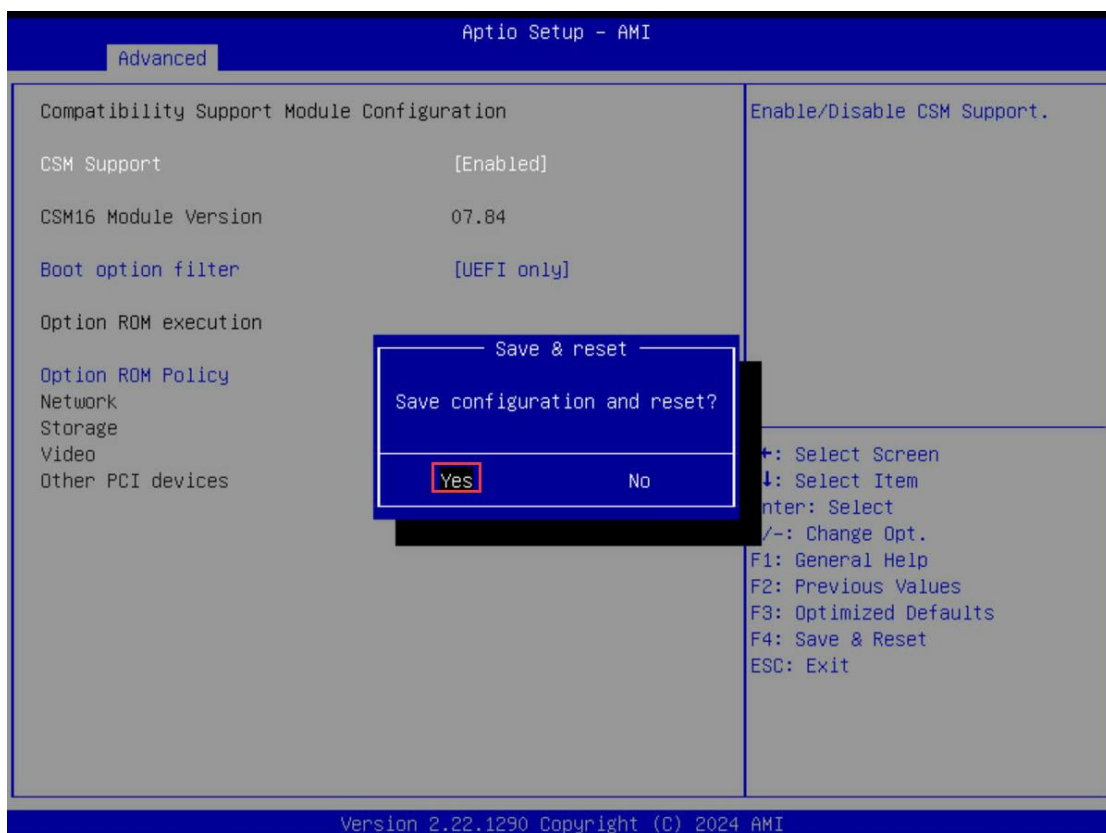 Aptio Setup – AMI
Advanced
Compatibility Support Module Configuration
CSM Support [Enabled]
CSM16 Module Version 07.84
Boot option filter [UEFI only]
Option ROM execution
Option ROM Policy
Network
Storage
Video
Other PCI devices
Enable/Disable CSM Support.
Save & reset
Save configuration and reset?
Yes No
: Select Screen
: Select Item
nter: Select
/-: Change Opt.
F1: General Help
F2: Previous Values
F3: Optimized Defaults
F4: Save & Reset
ESC: Exit
Version 2.22.1290 Copyright (C) 2024 AMI